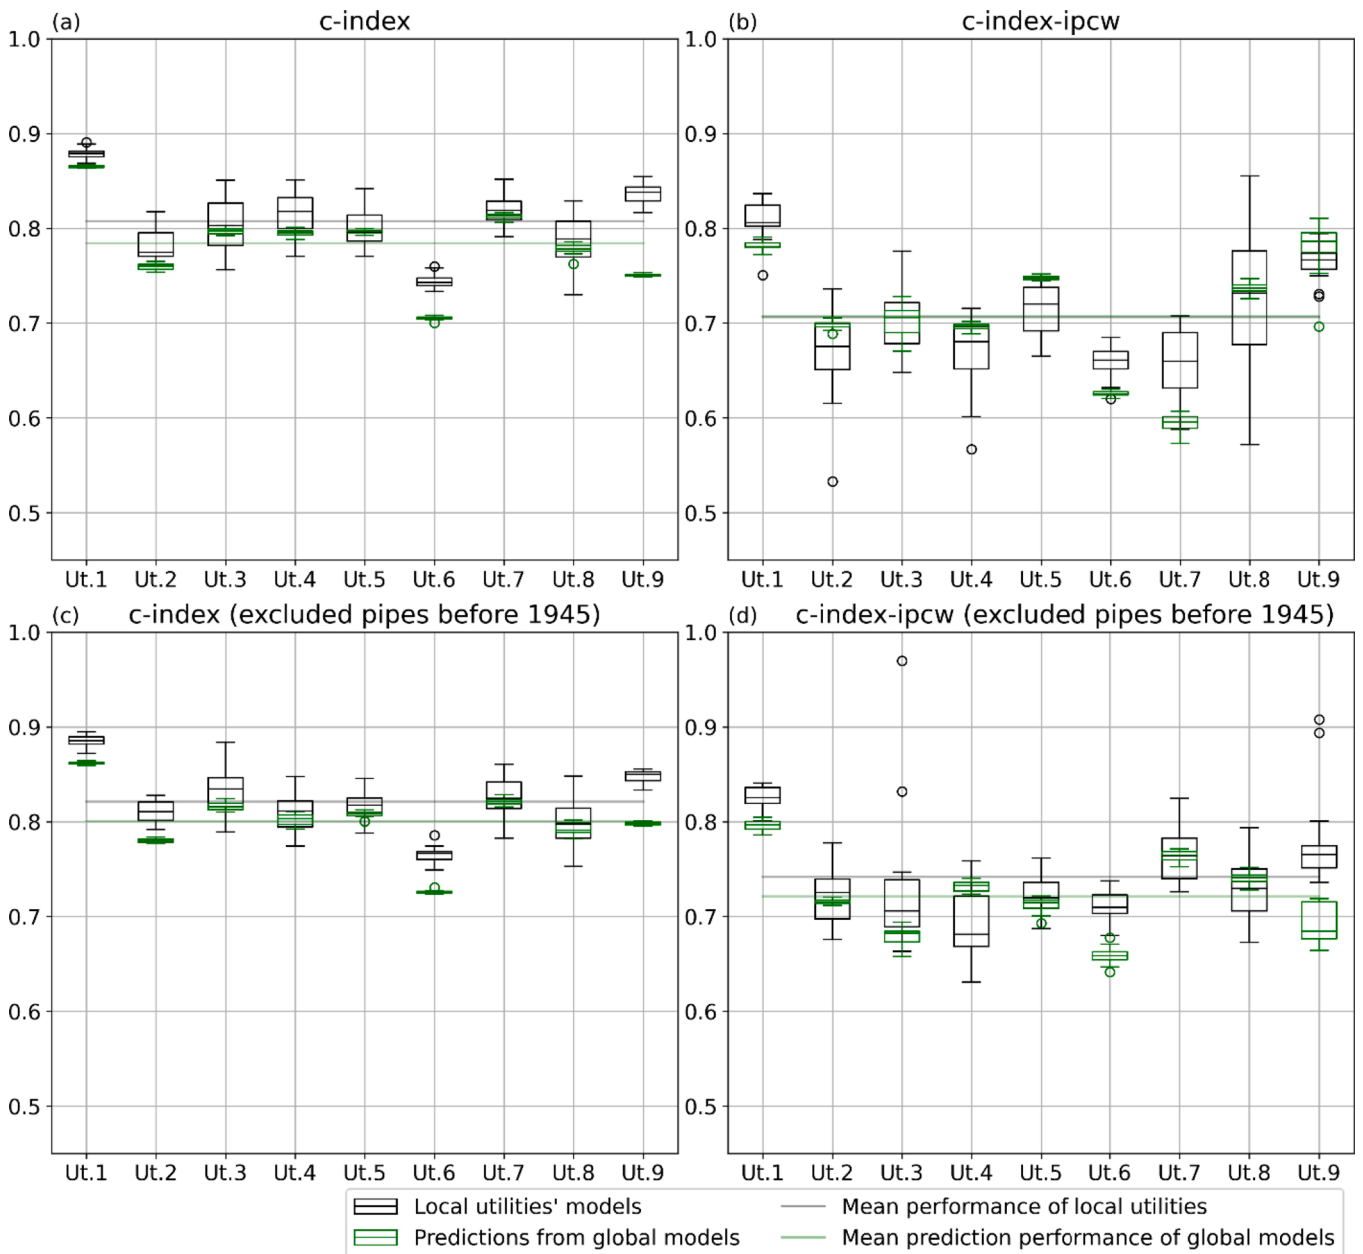 (a) c-index
1.0
0.9
0.8
0.7
0.6
0.5
Ut.1 Ut.2 Ut.3 Ut.4 Ut.5 Ut.6 Ut.7 Ut.8 Ut.9
(b) c-index-ipcw
1.0
0.9
0.8
0.7
0.6
0.5
Ut.1 Ut.2 Ut.3 Ut.4 Ut.5 Ut.6 Ut.7 Ut.8 Ut.9
(c) c-index (excluded pipes before 1945)
1.0
0.9
0.8
0.7
0.6
0.5
Ut.1 Ut.2 Ut.3 Ut.4 Ut.5 Ut.6 Ut.7 Ut.8 Ut.9
(d) c-index-ipcw (excluded pipes before 1945)
1.0
0.9
0.8
0.7
0.6
0.5
Ut.1 Ut.2 Ut.3 Ut.4 Ut.5 Ut.6 Ut.7 Ut.8 Ut.9
Local utilities' models
Predictions from global models
Mean performance of local utilities
Mean prediction performance of global models